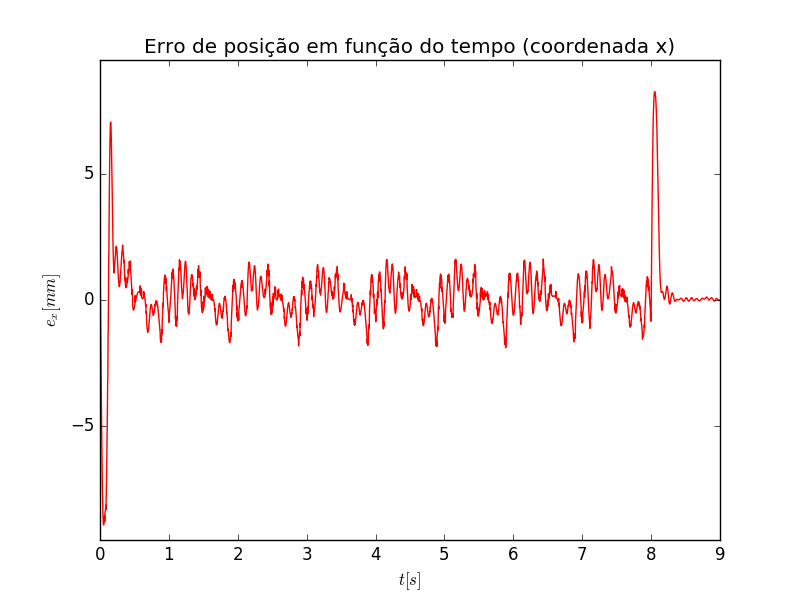 Erro de posição em função do tempo (coordenada x)
5
0
−5
e_x[mm]
0 1 2 3 4 5 6 7 8 9
t[s]